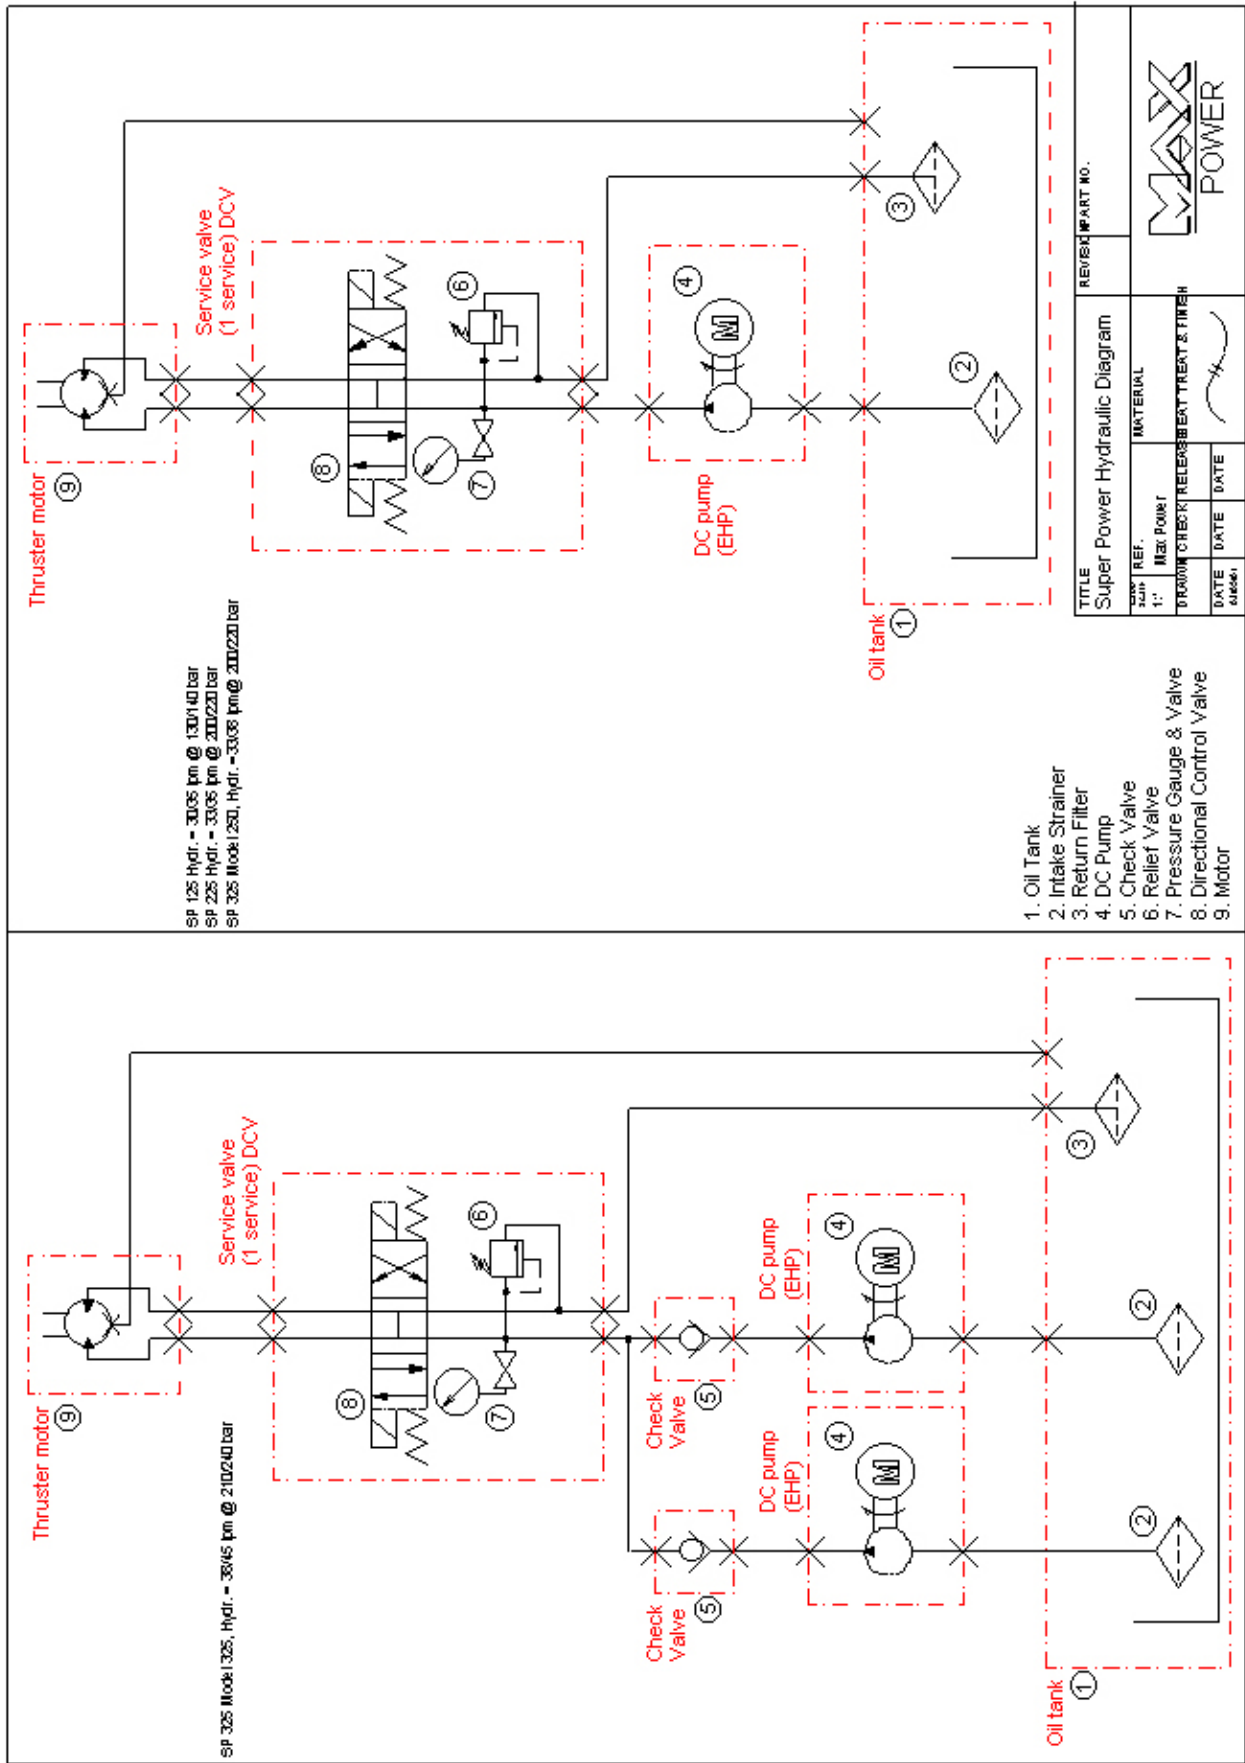 Thruster motor
9
SP 325 Model 325, Hydr. = 38/45 lpm @ 210/240 bar
Service valve
(1 service) DCV
8
6
7
Check
Valve
5
Check
Valve
5
DC pump
(EHP)
4
DC pump
(EHP)
4
3
2
2
Oil tank
1
Thruster motor
9
SP 125 Hydr. = 30/35 lpm @ 130/140 bar
SP 225 Hydr. = 33/35 lpm @ 200/220 bar
SP 325 Model 250, Hydr. = 33/38 lpm @ 200/220 bar
Service valve
(1 service) DCV
8
6
7
DC pump
(EHP)
4
3
2
Oil tank
1
1. Oil Tank
2. Intake Strainer
3. Return Filter
4. DC Pump
5. Check Valve
6. Relief Valve
7. Pressure Gauge & Valve
8. Directional Control Valve
9. Motor
TITLE
Super Power Hydraulic Diagram
PART NO.
1:1
REF.
Max Power
MATERIAL
DRAWN
CHECK
TREAT & FINISH
DATE
DATE
DATE
MAX
POWER